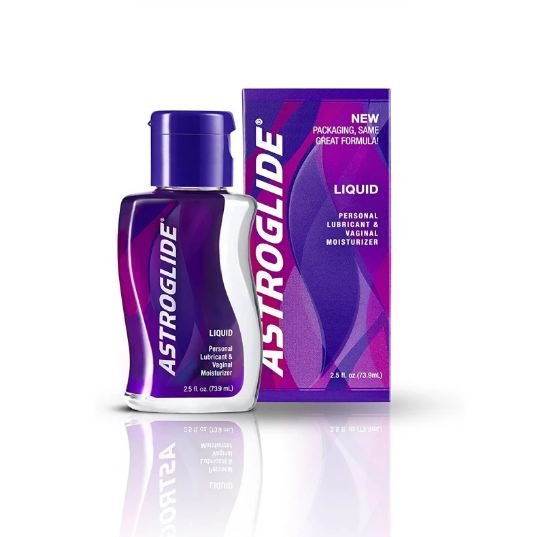 ASTROGLIDE®
LIQUID
Personal
Lubricant &
Vaginal
Moisturizer
2.5 fl. oz. (73.9 mL)
ASTROGLIDE®
NEW
PACKAGING, SAME
GREAT FORMULA!
LIQUID
PERSONAL
LUBRICANT &
VAGINAL
MOISTURIZER
2.5 fl. oz. (73.9mL)